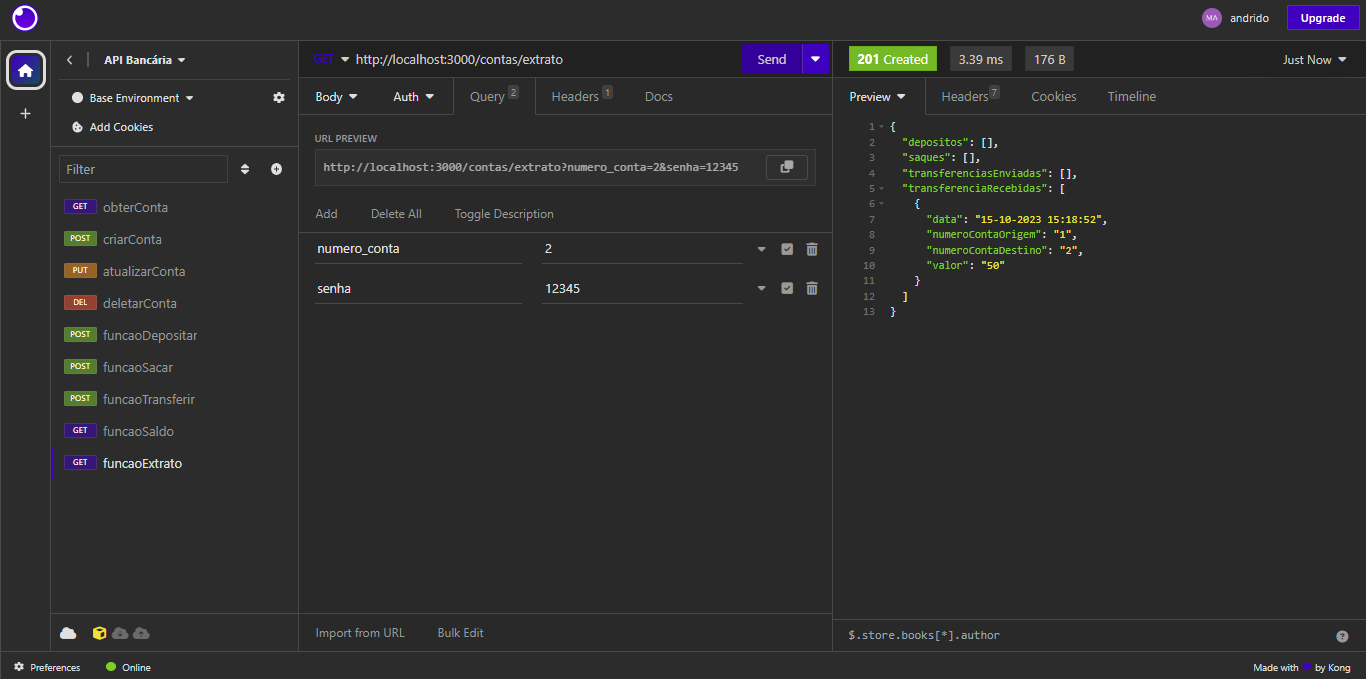 MA andrido Upgrade
API Bancária
GET http://localhost:3000/contas/extrato Send
201 Created 3.39 ms 176 B Just Now
Base Environment
Add Cookies
Body Auth Query 2 Headers 1 Docs
Preview Headers 7 Cookies Timeline
URL PREVIEW
http://localhost:3000/contas/extrato?numero_conta=2&senha=12345
Filter
Add Delete All Toggle Description
numero_conta 2
senha 12345
GET obterConta
POST criarConta
PUT atualizarConta
DEL deletarConta
POST funcaoDepositar
POST funcaoSacar
POST funcaoTransferir
GET funcaoSaldo
GET funcaoExtrato
1 {
2 "depositos": [],
3 "saques": [],
4 "transferenciasEnviadas": [],
5 "transferenciaRecebidas": [
6 {
7 "data": "15-10-2023 15:18:52",
8 "numeroContaOrigem": "1",
9 "numeroContaDestino": "2",
10 "valor": "50"
11 }
12 ]
13 }
Import from URL Bulk Edit
$.store.books[*].author ?
Preferences Online
Made with by Kong